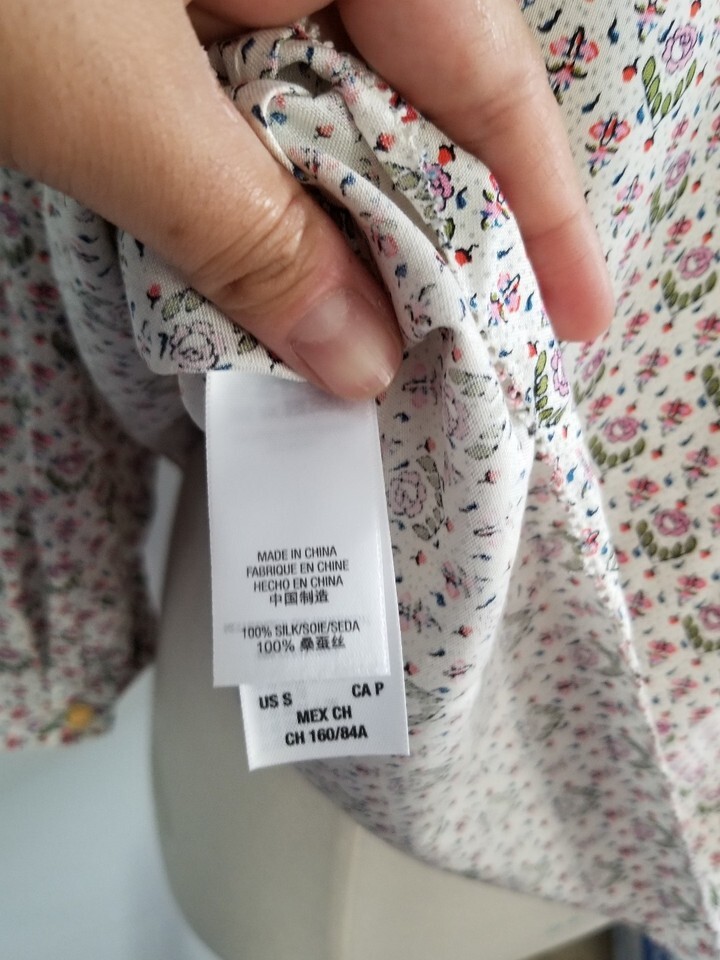 MADE IN CHINA
FABRIQUE EN CHINE
HECHO EN CHINA
中国制造
100% SILK/SOIE/SEDA
100% 桑蚕丝
US S CA P
MEX CH
CH 160/84A